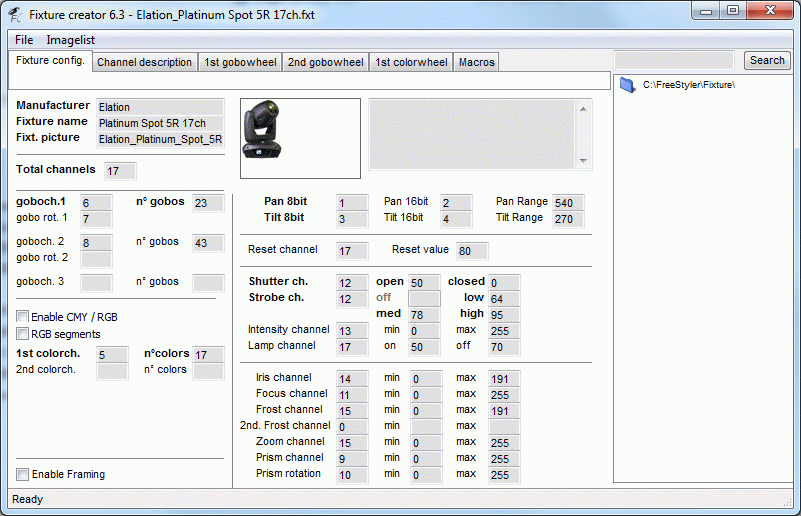 Fixture creator 6.3 - Elation_Platinum Spot 5R 17ch.fxt
File Imagelist
Fixture config. Channel description 1st gobowheel 2nd gobowheel 1st colorwheel Macros Search
C:\FreeStyler\Fixture\
Manufacturer Elation
Fixture name Platinum Spot 5R 17ch
Fixt. picture Elation_Platinum_Spot_5R
Total channels 17
goboch.1 6 n° gobos 23
gobo rot. 1 7
goboch. 2 8 n° gobos 43
gobo rot. 2
goboch. 3 n° gobos
Enable CMY / RGB
RGB segments
1st colorch. 5 n°colors 17
2nd colorch. n° colors
Enable Framing
Pan 8bit 1 Pan 16bit 2 Pan Range 540
Tilt 8bit 3 Tilt 16bit 4 Tilt Range 270
Reset channel 17 Reset value 80
Shutter ch. 12 open 50 closed 0
Strobe ch. 12 off low 64
med 78 high 95
Intensity channel 13 min 0 max 255
Lamp channel 17 on 50 off 70
Iris channel 14 min 0 max 191
Focus channel 11 min 0 max 255
Frost channel 15 min 0 max 191
2nd. Frost channel 0 min max
Zoom channel 15 min 0 max 255
Prism channel 9 min 0 max 255
Prism rotation 10 min 0 max 255
Ready